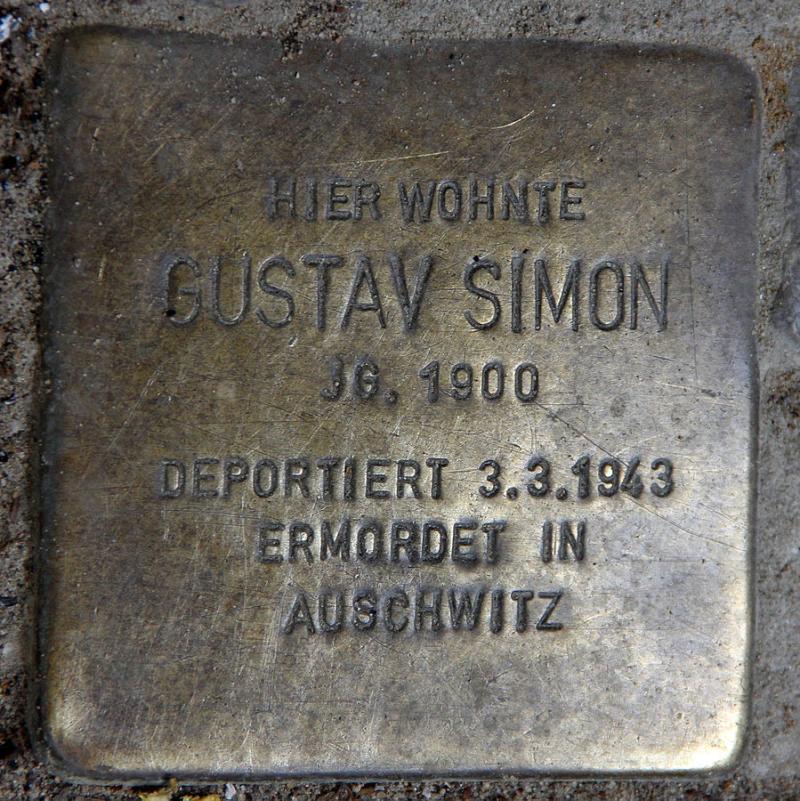 HIER WOHNTE
GUSTAV SIMON
JG. 1900
DEPORTIERT 3.3.1943
ERMORDET IN
AUSCHWITZ